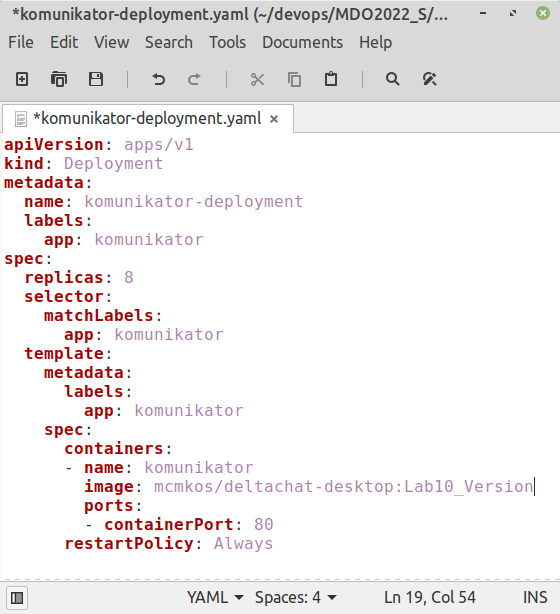 *komunikator-deployment.yaml (~/devops/MDO2022_S/...
File Edit View Search Tools Documents Help
*komunikator-deployment.yaml ×
apiVersion: apps/v1
kind: Deployment
metadata:
  name: komunikator-deployment
  labels:
    app: komunikator
spec:
  replicas: 8
  selector:
    matchLabels:
      app: komunikator
  template:
    metadata:
      labels:
        app: komunikator
    spec:
      containers:
      - name: komunikator
        image: mcmkos/deltachat-desktop:Lab10_Version
        ports:
        - containerPort: 80
      restartPolicy: Always
YAML Spaces: 4 Ln 19, Col 54 INS